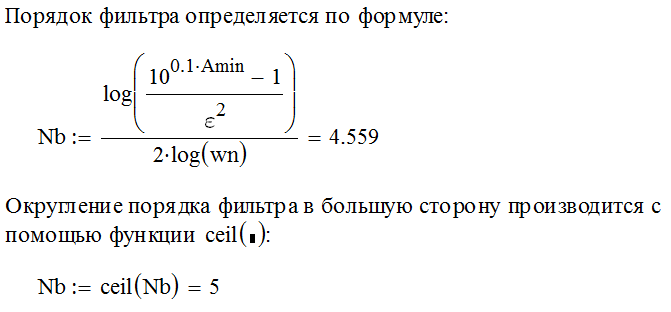 Порядок фильтра определяется по формуле:
Nb := log((10^(0.1·Amin) − 1)/ε^2)/(2·log(wn)) = 4.559
Округление порядка фильтра в большую сторону производится с
помощью функции ceil(▪):
Nb := ceil(Nb) = 5